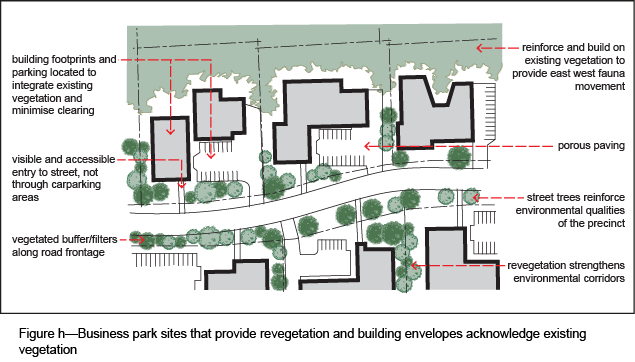 building footprints and
parking located to
integrate existing
vegetation and
minimise clearing
visible and accessible
entry to street, not
through carparking
areas
vegetated buffer/filters
along road frontage
reinforce and build on
existing vegetation to
provide east west fauna
movement
porous paving
street trees reinforce
environmental qualities
of the precinct
revegetation strengthens
environmental corridors
Figure h—Business park sites that provide revegetation and building envelopes acknowledge existing
vegetation